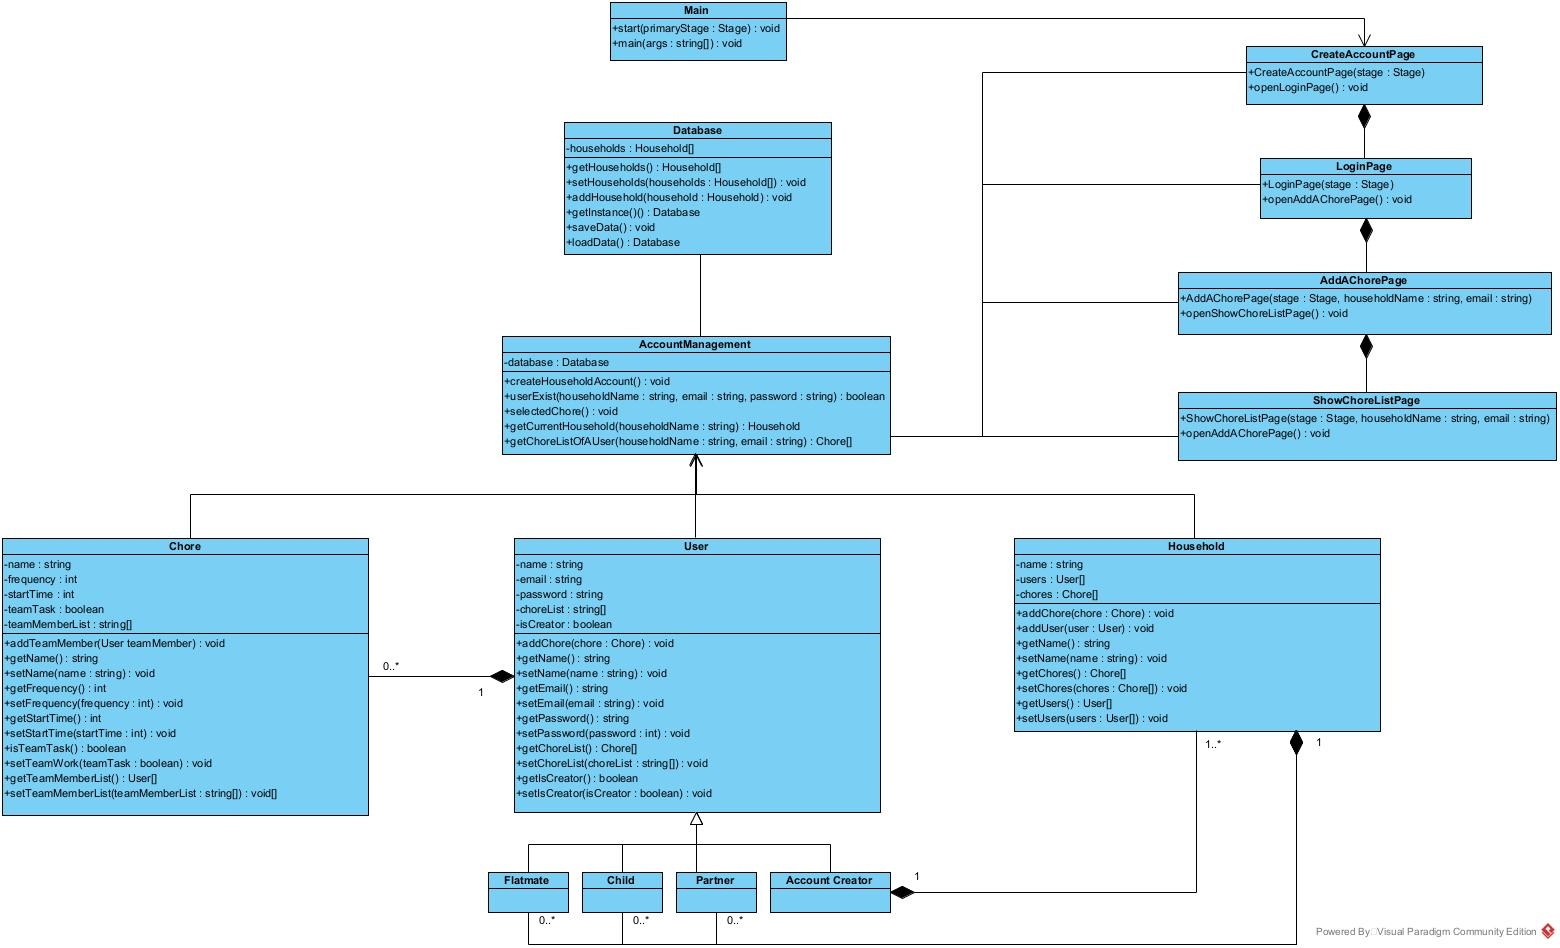 Main
+start(primaryStage : Stage) : void
+main(args : string[]) : void
CreateAccountPage
+CreateAccountPage(stage : Stage)
+openLoginPage() : void
Database
-households : Household[]
+getHouseholds() : Household[]
+setHouseholds(households : Household[]) : void
+addHousehold(household : Household) : void
+getInstance()() : Database
+saveData() : void
+loadData() : Database
LoginPage
+LoginPage(stage : Stage)
+openAddAChorePage() : void
AddAChorePage
+AddAChorePage(stage : Stage, householdName : string, email : string)
+openShowChoreListPage() : void
AccountManagement
-database : Database
+createHouseholdAccount() : void
+userExist(householdName : string, email : string, password : string) : boolean
+selectedChore() : void
+getCurrentHousehold(householdName : string) : Household
+getChoreListOfAUser(householdName : string, email : string) : Chore[]
ShowChoreListPage
+ShowChoreListPage(stage : Stage, householdName : string, email : string)
+openAddAChorePage() : void
Chore
-name : string
-frequency : int
-startTime : int
-teamTask : boolean
-teamMemberList : string[]
+addTeamMember(User teamMember) : void
+getName() : string
+setName(name : string) : void
+getFrequency() : int
+setFrequency(frequency : int) : void
+getStartTime() : int
+setStartTime(startTime : int) : void
+isTeamTask() : boolean
+setTeamWork(teamTask : boolean) : void
+getTeamMemberList() : User[]
+setTeamMemberList(teamMemberList : string[]) : void[]
0..*
1
User
-name : string
-email : string
-password : string
-choreList : string[]
-isCreator : boolean
+addChore(chore : Chore) : void
+getName() : string
+setName(name : string) : void
+getEmail() : string
+setEmail(email : string) : void
+getPassword() : string
+setPassword(password : int) : void
+getChoreList() : Chore[]
+setChoreList(choreList : string[]) : void
+getIsCreator() : boolean
+setIsCreator(isCreator : boolean) : void
Household
-name : string
-users : User[]
-chores : Chore[]
+addChore(chore : Chore) : void
+addUser(user : User) : void
+getName() : string
+setName(name : string) : void
+getChores() : Chore[]
+setChores(chores : Chore[]) : void
+getUsers() : User[]
+setUsers(users : User[]) : void
1..*
1
Flatmate
Child
Partner
Account Creator
1
0..*
0..*
0..*
Powered By Visual Paradigm Community Edition